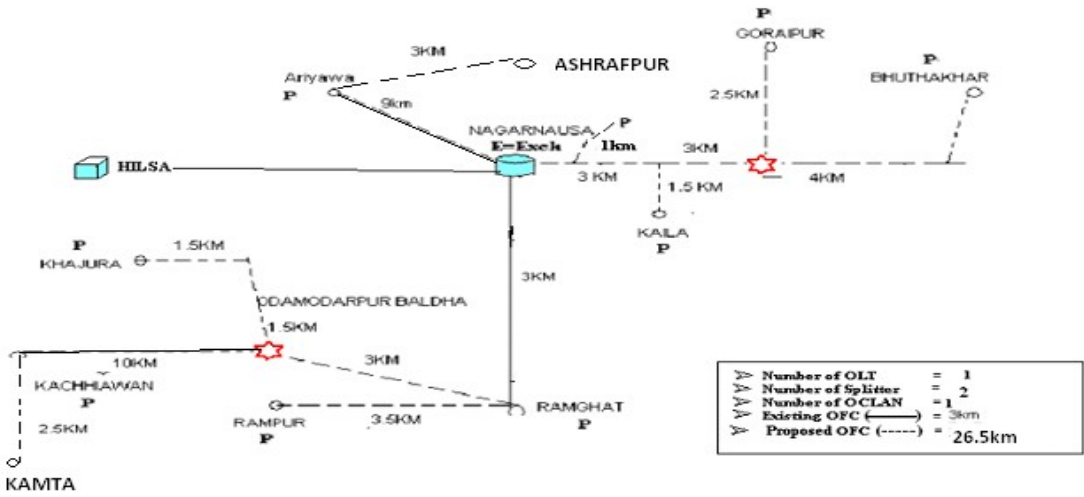 P
GORAIPUR
3KM
ASHRAFPUR
P
BHUTHAKHAR
Ariyawa
P
9km
2.5KM
NAGARNAUSA
P
E=Exch
1km
3KM
HILSA
3 KM
4KM
1.5 KM
KAILA
P
P
KHAJURA
1.5KM
3KM
ODAMODARPUR BALDHA
1.5KM
10KM
3KM
KACHHIAWAN
P
RAMPUR
P
3.5KM
RAMGHAT
P
2.5KM
KAMTA
Number of OLT = 1
Number of Splitter = 2
Number of OCLAN = 1
Existing OFC (———) = 3km
Proposed OFC (-----) = 26.5km